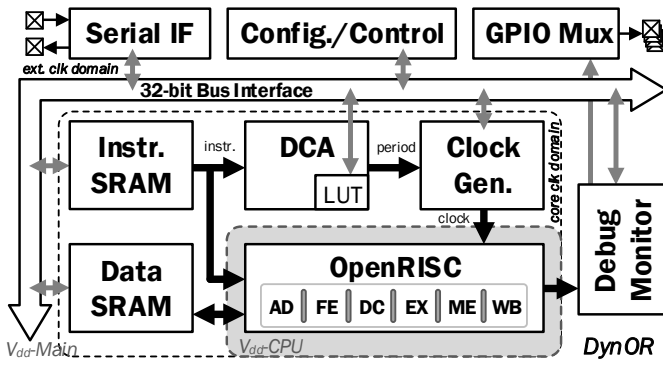 Serial IF
Config./Control
GPIO Mux
ext. clk domain
32-bit Bus Interface
Instr.
SRAM
instr.
DCA
LUT
period
Clock
Gen.
core ck domain
clock
Data
SRAM
OpenRISC
AD FE DC EX ME WB
Debug
Monitor
Vdd-Main
Vdd-CPU
DynOR